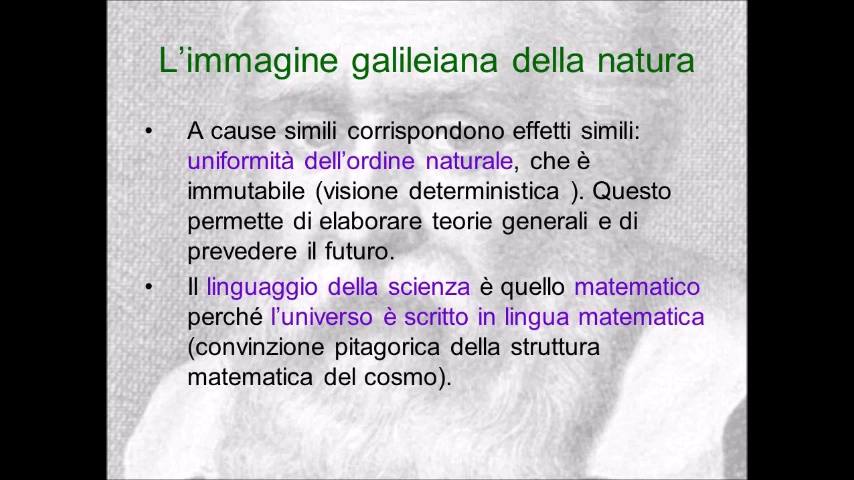 L’immagine galileiana della natura
• A cause simili corrispondono effetti simili:
uniformità dell’ordine naturale, che è
immutabile (visione deterministica ). Questo
permette di elaborare teorie generali e di
prevedere il futuro.
• Il linguaggio della scienza è quello matematico
perché l’universo è scritto in lingua matematica
(convinzione pitagorica della struttura
matematica del cosmo).